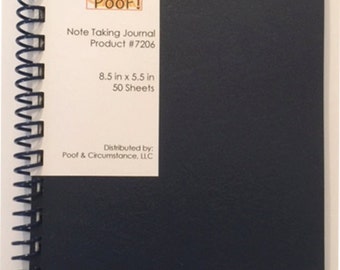 Poof!
Note Taking Journal
Product #7206
8.5 in x 5.5 in
50 Sheets
Distributed by:
Poof & Circumstance, LLC